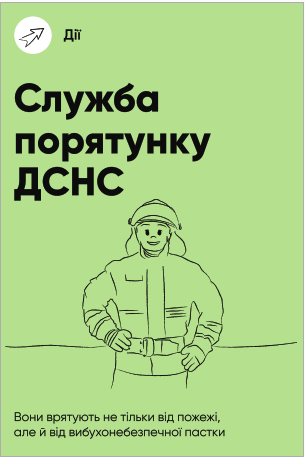 Дії
Служба
порятунку
ДСНС
Вони врятують не тільки від пожежі,
але й від вибухонебезпечної пастки